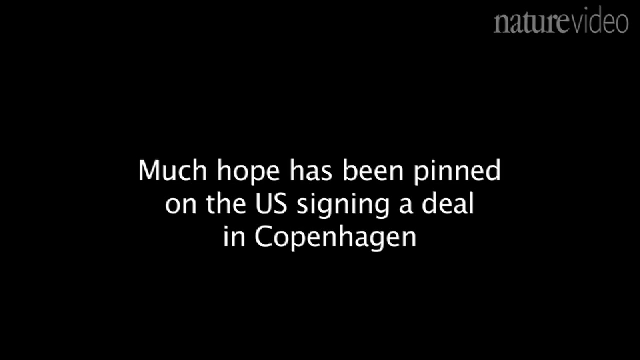 naturevideo
Much hope has been pinned
on the US signing a deal
in Copenhagen